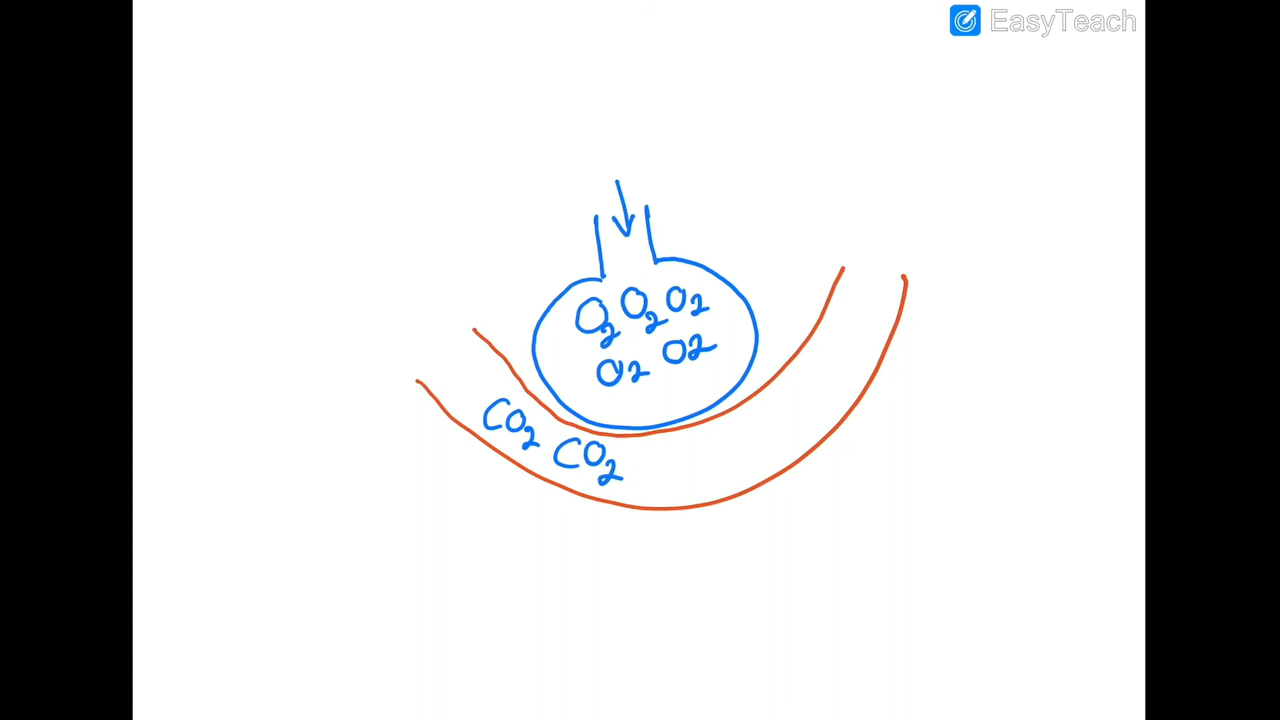 EasyTeach
O₂ O₂ O₂
O₂ O₂
CO₂ CO₂